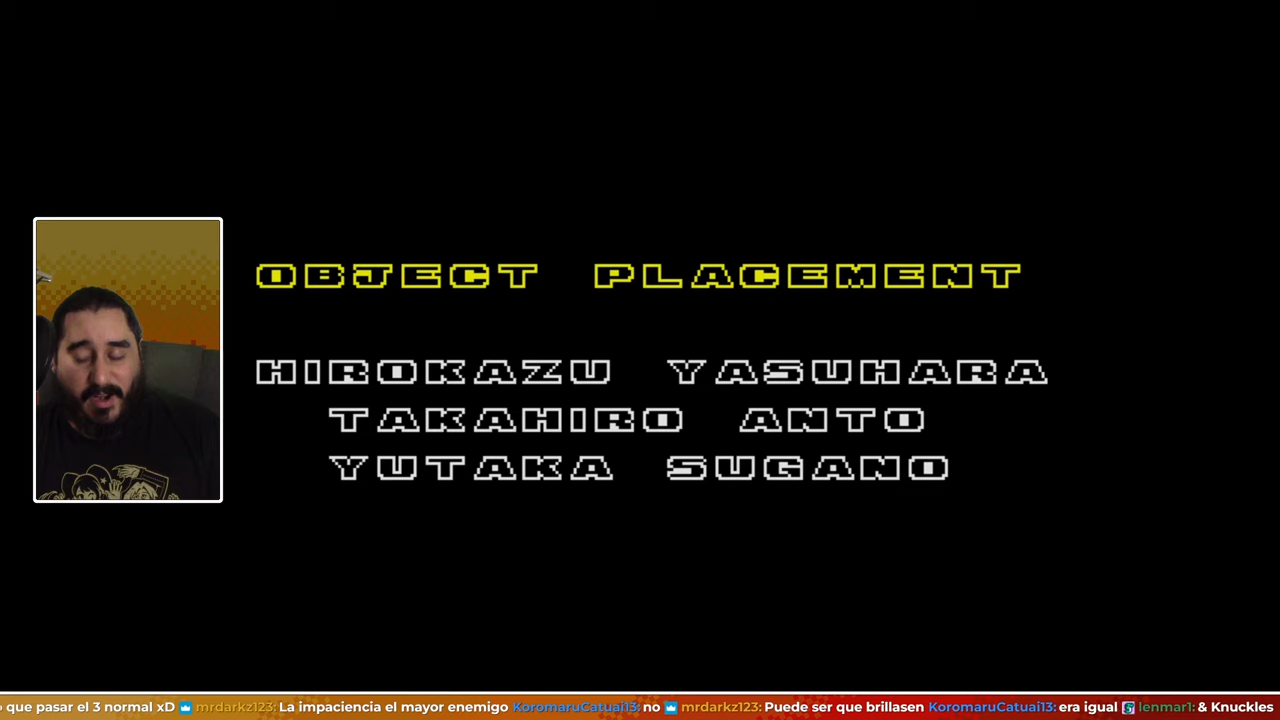 OBJECT PLACEMENT
HIROKAZU YASUHARA
TAKAHIRO ANTO
YUTAKA SUGANO
que pasar el 3 normal xD mrdarkz123: La impaciencia el mayor enemigo KoromaruCatuai13: no mrdarkz123: Puede ser que brillasen KoromaruCatuai13: era igual lenmar1: & Knuckles